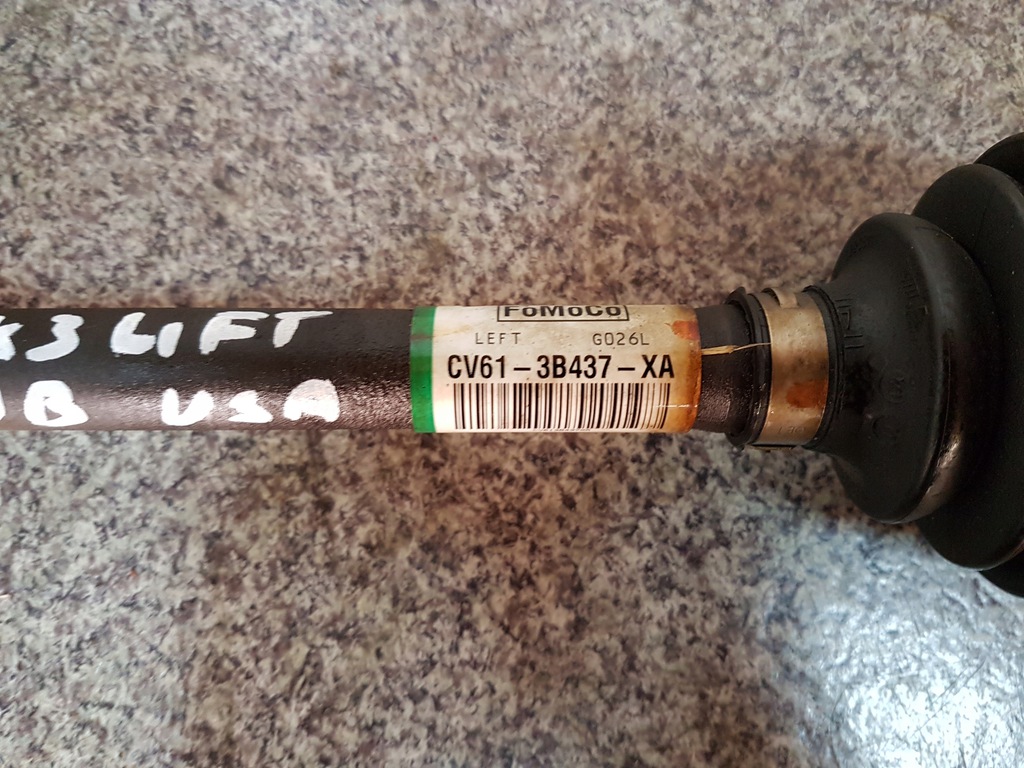 LIFT
USA
FoMoCo
LEFT G026L
CV61-3B437-XA